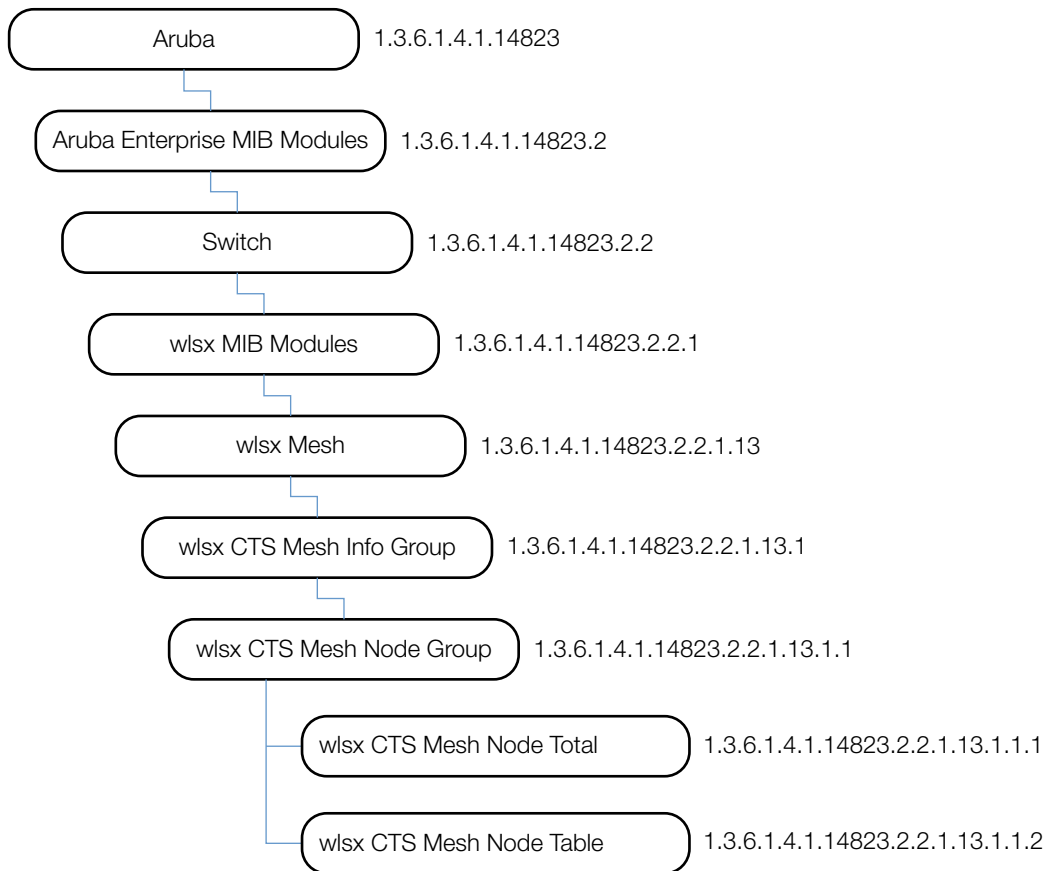 Aruba 1.3.6.1.4.1.14823
Aruba Enterprise MIB Modules 1.3.6.1.4.1.14823.2
Switch 1.3.6.1.4.1.14823.2.2
wlsx MIB Modules 1.3.6.1.4.1.14823.2.2.1
wlsx Mesh 1.3.6.1.4.1.14823.2.2.1.13
wlsx CTS Mesh Info Group 1.3.6.1.4.1.14823.2.2.1.13.1
wlsx CTS Mesh Node Group 1.3.6.1.4.1.14823.2.2.1.13.1.1
wlsx CTS Mesh Node Total 1.3.6.1.4.1.14823.2.2.1.13.1.1.1
wlsx CTS Mesh Node Table 1.3.6.1.4.1.14823.2.2.1.13.1.1.2